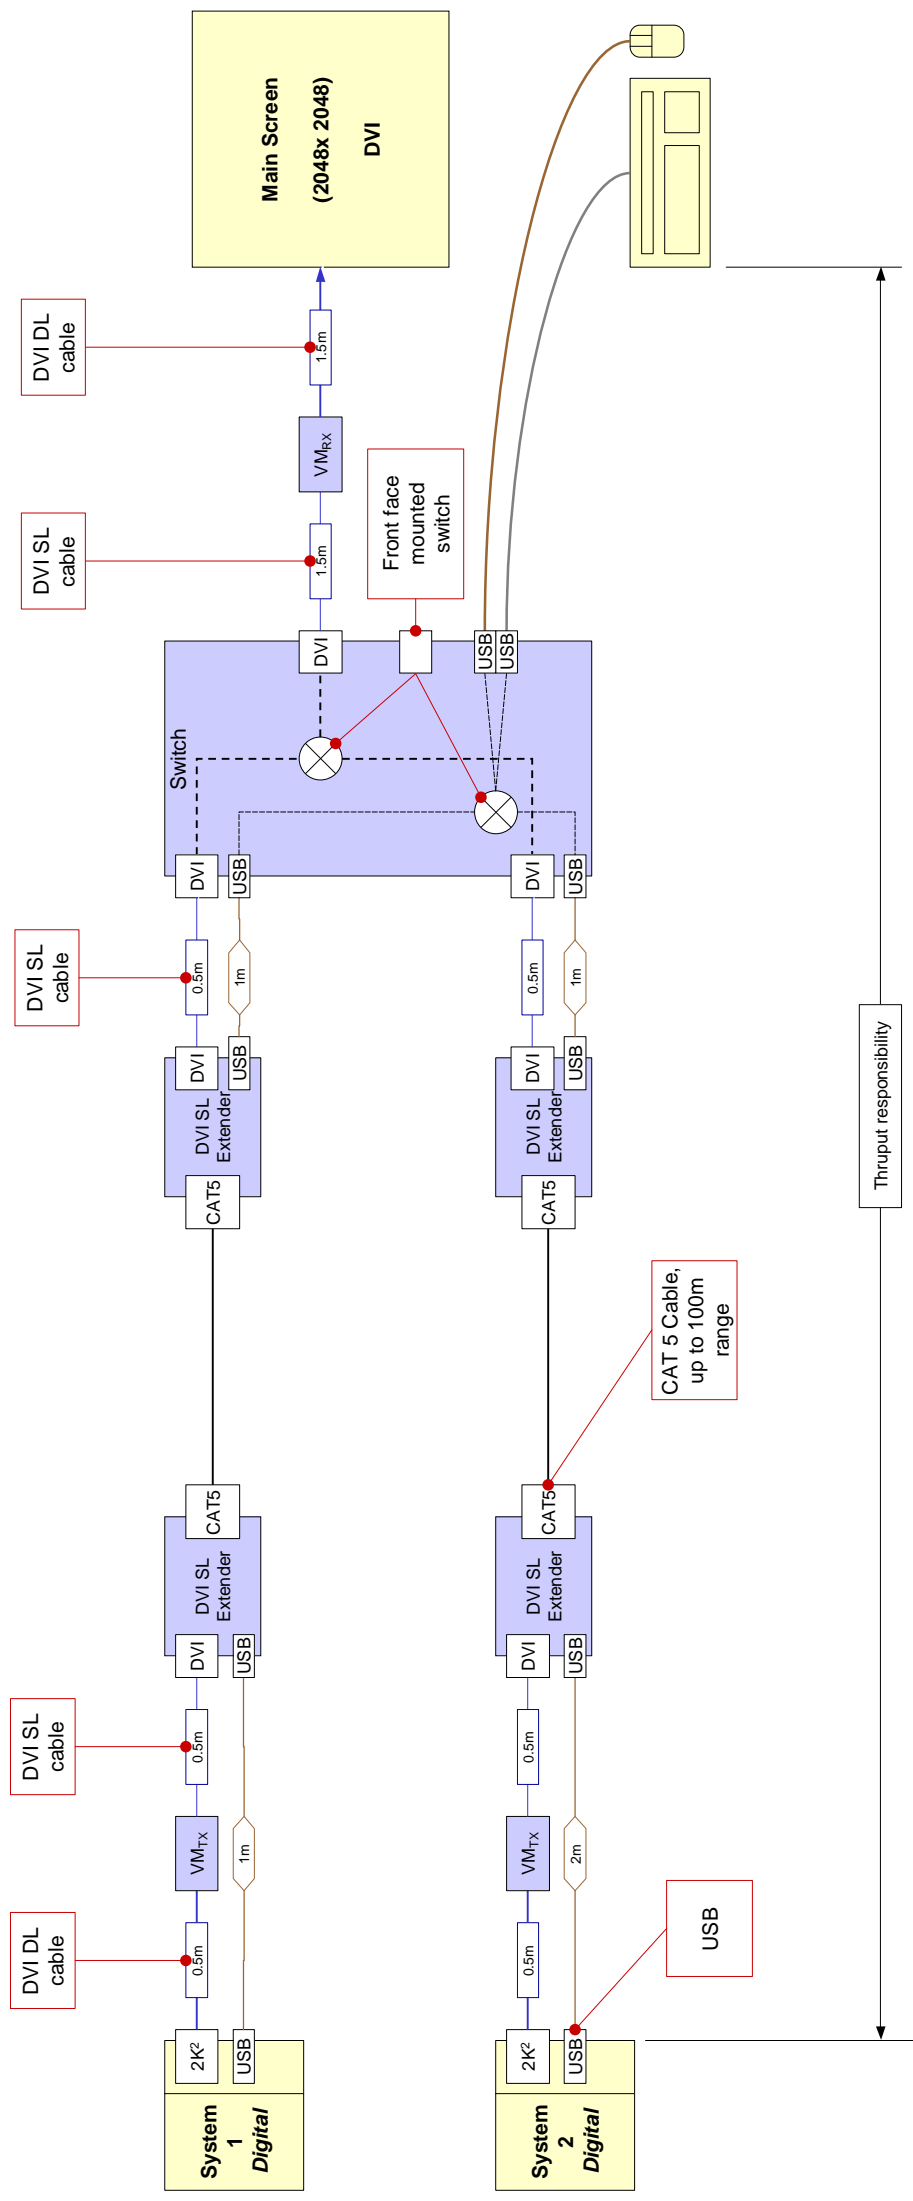 DVI DL
cable
DVI SL
cable
DVI SL
cable
DVI SL
cable
DVI DL
cable
System
1
Digital
2K²
USB
0.5m
VMTX
1m
0.5m
DVI
USB
DVI SL
Extender
CAT5
CAT5
DVI SL
Extender
DVI
USB
0.5m
1m
DVI
USB
Switch
DVI
1.5m
VMRX
1.5m
Main Screen
(2048x 2048)
DVI
Front face
mounted
switch
USB
USB
System
2
Digital
2K²
USB
0.5m
VMTX
2m
0.5m
DVI
USB
DVI SL
Extender
CAT5
CAT5
DVI SL
Extender
DVI
USB
0.5m
1m
DVI
USB
USB
CAT 5 Cable,
up to 100m
range
Thruput responsibility